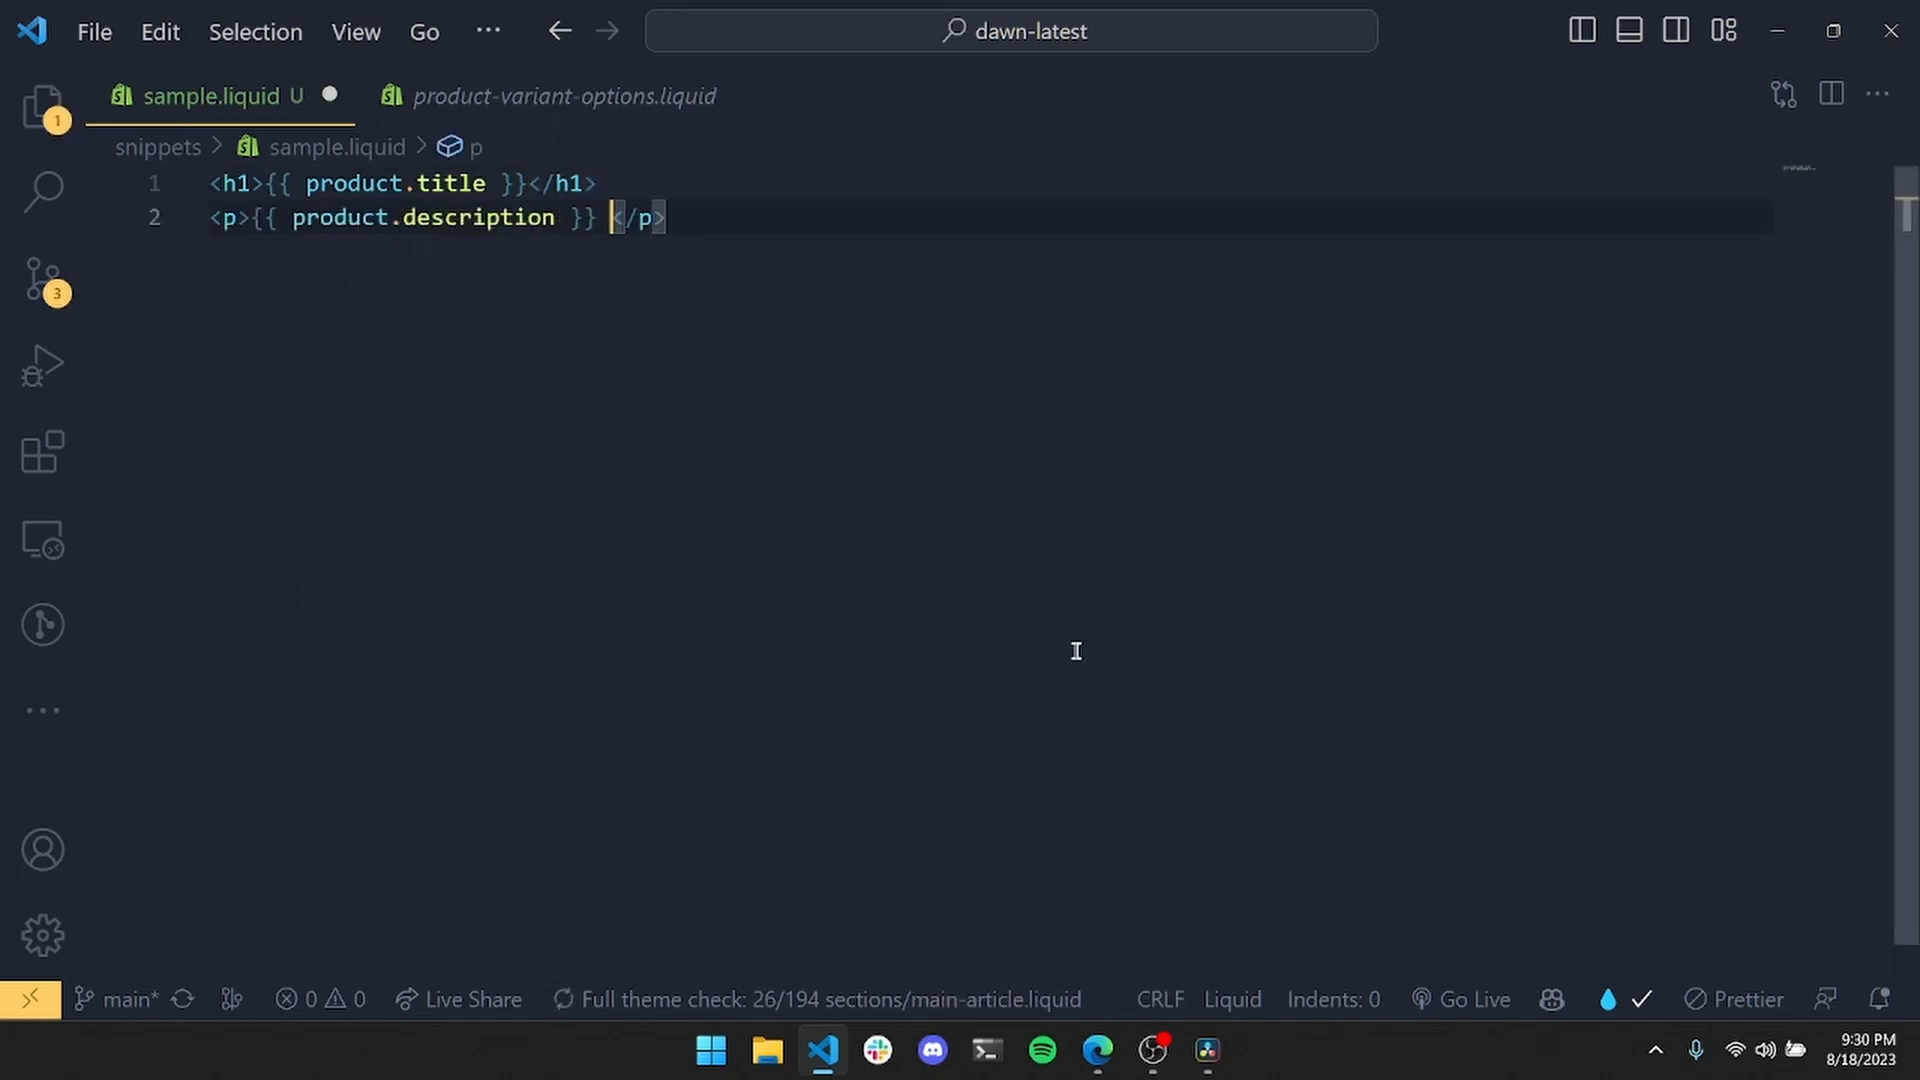 File Edit Selection View Go ... dawn-latest
sample.liquid U product-variant-options.liquid
snippets > sample.liquid > p
1 <h1>{{ product.title }}</h1>
2 <p>{{ product.description }} </p>
1
3
main* 0 0 Live Share Full theme check: 26/194 sections/main-article.liquid CRLF Liquid Indents: 0 Go Live Prettier
9:30 PM
8/18/2023